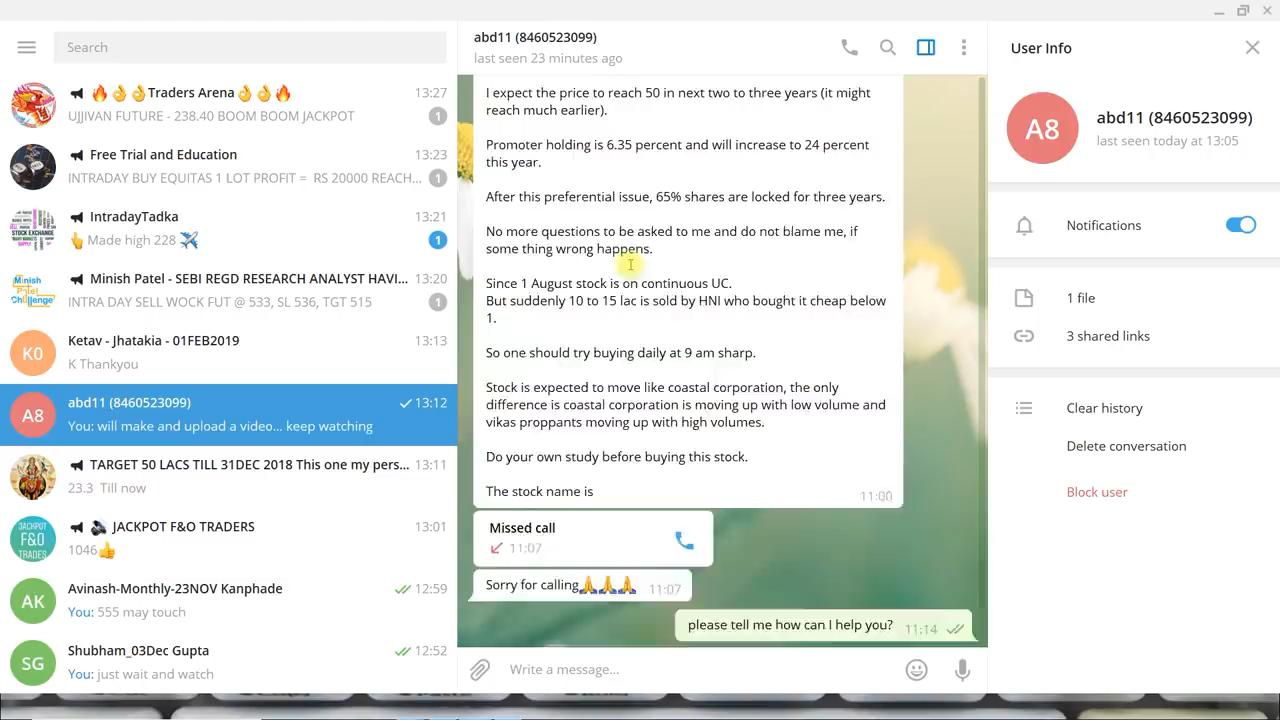 Search
🔥👌👌Traders Arena👌👌🔥 13:27
UJJIVAN FUTURE - 238.40 BOOM BOOM JACKPOT 1
Free Trial and Education 13:23
INTRADAY BUY EQUITAS 1 LOT PROFIT = RS 20000 REACH... 1
IntradayTadka 13:21
👆Made high 228 ✈️ 1
Minish Patel - SEBI REGD RESEARCH ANALYST HAVI... 13:20
INTRA DAY SELL WOCK FUT @ 533, SL 536, TGT 515 1
K0 Ketav - Jhatakia - 01FEB2019 13:13
K Thankyou
A8 abd11 (8460523099) 13:12
You: will make and upload a video... keep watching
TARGET 50 LACS TILL 31DEC 2018 This one my pers... 13:11
23.3 Till now
🔊 JACKPOT F&O TRADERS 13:01
1046👍
AK Avinash-Monthly-23NOV Kanphade 12:59
You: 555 may touch
SG Shubham_03Dec Gupta 12:52
You: just wait and watch
STOCK EXCHANGE
Minish
Patel
Challenge
JACKPOT
F&O
TRADES
abd11 (8460523099)
last seen 23 minutes ago
I expect the price to reach 50 in next two to three years (it might
reach much earlier).
Promoter holding is 6.35 percent and will increase to 24 percent
this year.
After this preferential issue, 65% shares are locked for three years.
No more questions to be asked to me and do not blame me, if
some thing wrong happens.
Since 1 August stock is on continuous UC.
But suddenly 10 to 15 lac is sold by HNI who bought it cheap below
1.
So one should try buying daily at 9 am sharp.
Stock is expected to move like coastal corporation, the only
difference is coastal corporation is moving up with low volume and
vikas proppants moving up with high volumes.
Do your own study before buying this stock.
The stock name is 11:00
Missed call
11:07
Sorry for calling🙏🙏🙏 11:07
please tell me how can I help you? 11:14
Write a message...
User Info
A8 abd11 (8460523099)
last seen today at 13:05
Notifications
1 file
3 shared links
Clear history
Delete conversation
Block user